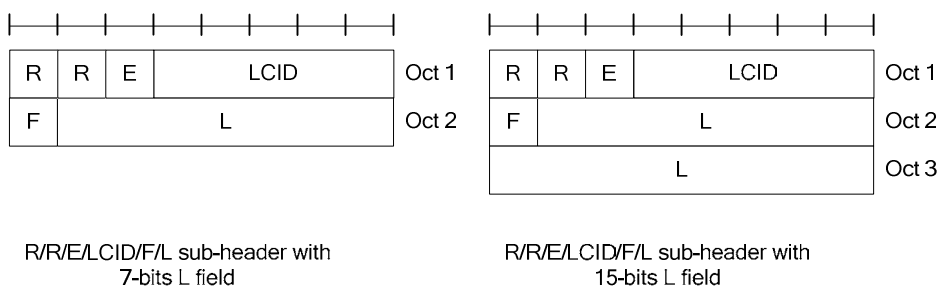 R R E LCID Oct 1
F L Oct 2
R/R/E/LCID/F/L sub-header with
7-bits L field
R R E LCID Oct 1
F L Oct 2
L Oct 3
R/R/E/LCID/F/L sub-header with
15-bits L field